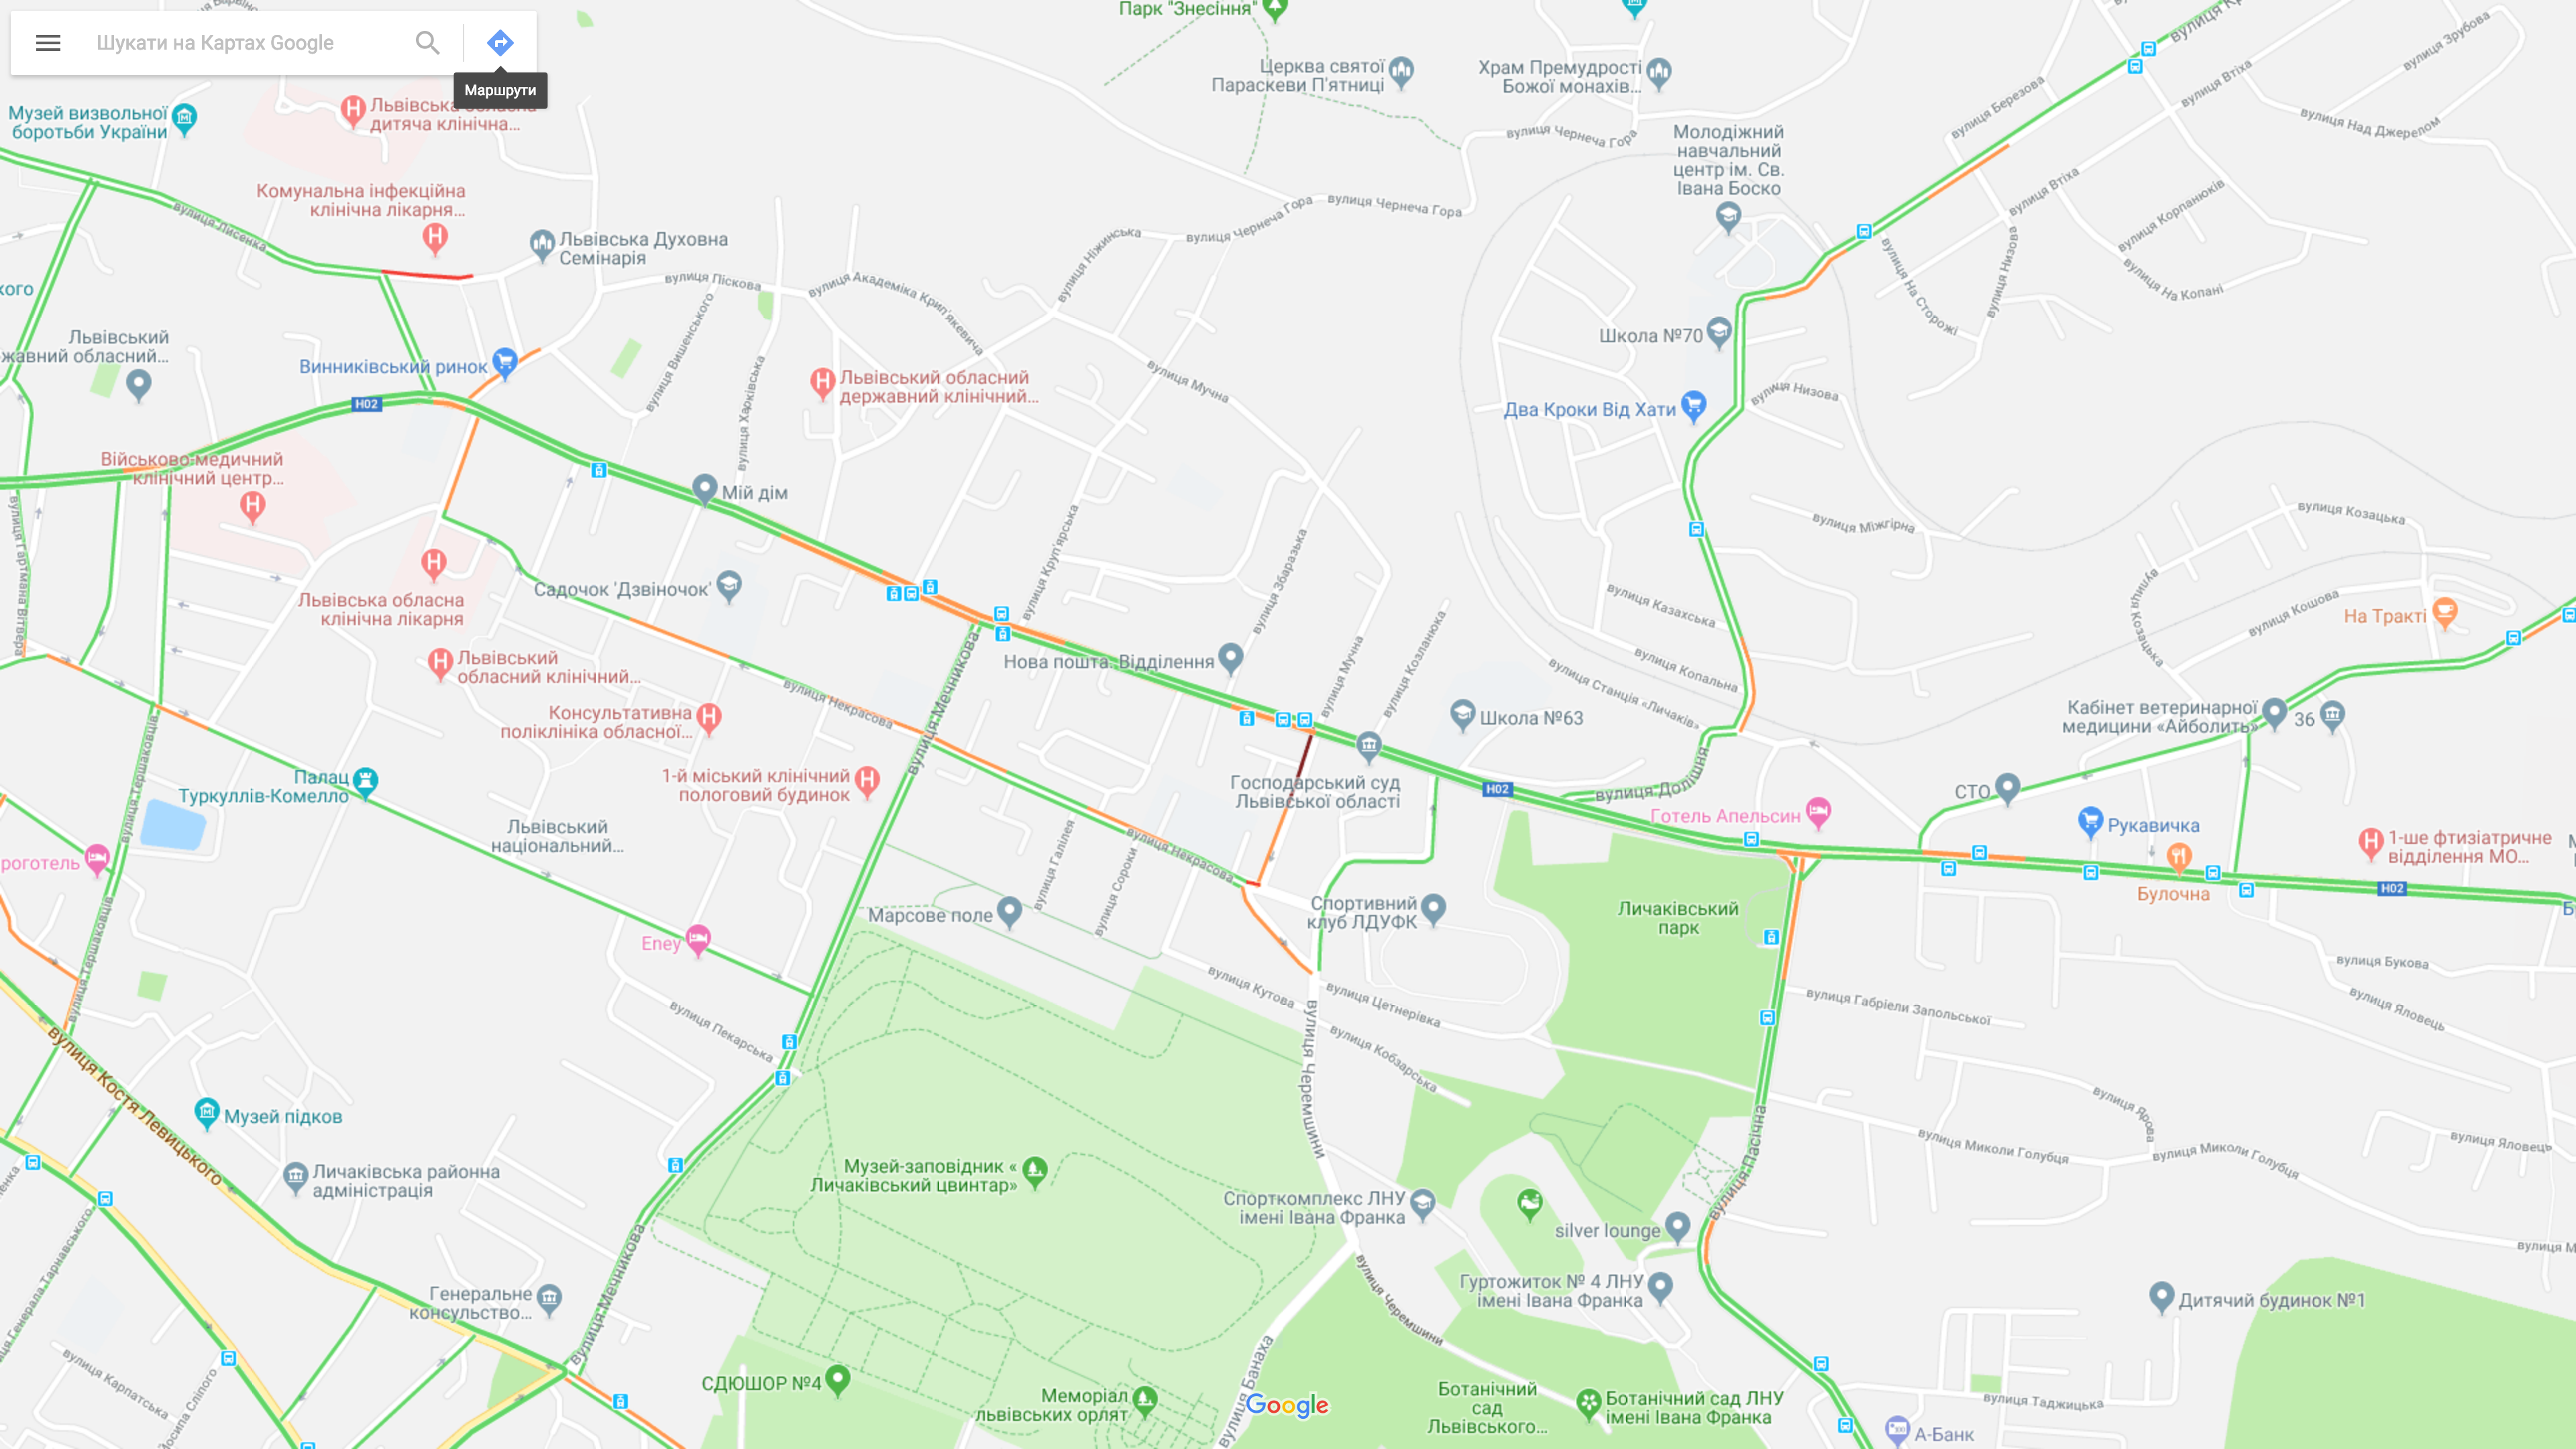 Шукати на Картах Google
Маршрути
Парк "Знесіння"
вулиця Зрубова
Церква святої
Параскеви П'ятниці
Храм Премудрості
Божої монахів...
вулиця Втіха
вулиця Березова
вулиця Над Джерелом
Музей визвольної
боротьби України
Львівська обласна
дитяча клінічна...
вулиця Чернеча Гора
Молодіжний
навчальний
центр ім. Св.
Івана Боско
Комунальна інфекційна
клінічна лікарня...
вулиця Лисенка
Львівська Духовна
Семінарія
вулиця Чернеча Гора
вулиця Чернеча Гора
вулиця Втіха
вулиця Корпанюків
вулиця Ніжинська
вулиця Піскова
вулиця Академіка Крип'якевича
вулиця На Сторожі
вулиця Низова
вулиця На Копані
кого
Львівський
жавний обласний...
Винниківський ринок
H02
вулиця Вишенського
вулиця Харківська
Львівський обласний
державний клінічний...
вулиця Мучна
Школа №70
вулиця Низова
Два Кроки Від Хати
Військово-медичний
клінічний центр...
Мій дім
вулиця Гартмана Вітвера
вулиця Круп'ярська
вулиця Збаразька
вулиця Міжгірна
вулиця Козацька
вулиця Козацька
вулиця Кошова
На Тракті
Садочок 'Дзвіночок'
Львівська обласна
клінічна лікарня
вулиця Казахська
Львівський
обласний клінічний...
вулиця Некрасова
вулиця Мечникова
Нова пошта. Відділення
вулиця Мучна
вулиця Козланюка
вулиця Копальна
вулиця Станція «Личаків»
Консультативна
поліклініка обласної...
Школа №63
Кабінет ветеринарної
медицини «Айболить»
36
вулиця Тершаковців
Палац
Туркуллів-Комелло
1-й міський клінічний
пологовий будинок
Господарський суд
Львівської області
H02
вулиця Долішня
Готель Апельсин
СТО
Рукавичка
Львівський
національний...
вулиця Некрасова
вулиця Галілея
вулиця Сороки
1-ше фтизіатричне
відділення МО...
Булочна
H02
роготель
Марсове поле
Спортивний
клуб ЛДУФК
Личаківський
парк
Eney
вулиця Тершаковців
вулиця Букова
вулиця Кутова
вулиця Цетнерівка
вулиця Габріели Запольської
вулиця Яловець
вулиця Пекарська
вулиця Черемшини
вулиця Кобзарська
вулиця Костя Левицького
Музей підков
вулиця Пасічна
вулиця Ярова
вулиця Миколи Голубця
вулиця Миколи Голубця
вулиця Яловець
Личаківська районна
адміністрація
Музей-заповідник «
Личаківський цвинтар»
Спорткомплекс ЛНУ
імені Івана Франка
silver lounge
вулиця Генерала Тарнавського
вулиця Мечникова
Генеральне
консульство...
вулиця Черемшини
Гуртожиток № 4 ЛНУ
імені Івана Франка
Дитячий будинок №1
вулиця Карпатська
СДЮШОР №4
Меморіал
львівських орлят
вулиця Банаха
Google
Ботанічний
сад
Львівського...
Ботанічний сад ЛНУ
імені Івана Франка
вулиця Таджицька
А-Банк